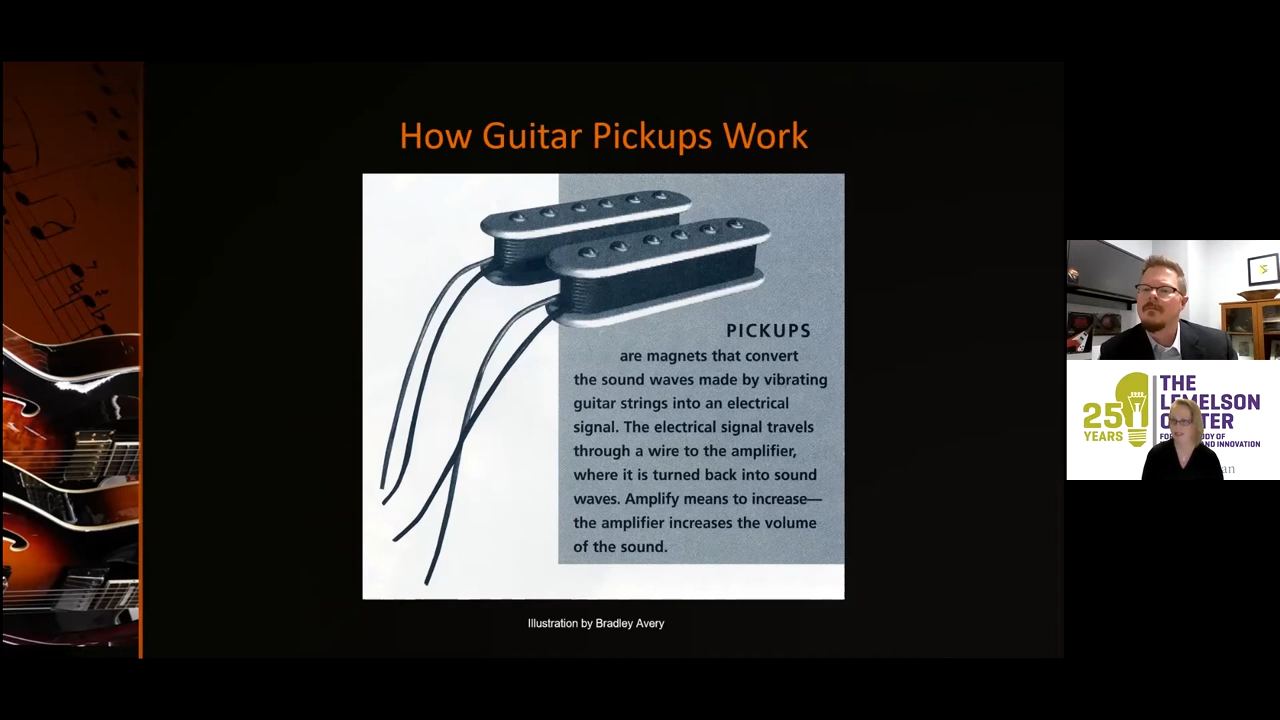 How Guitar Pickups Work
PICKUPS
are magnets that convert
the sound waves made by vibrating
guitar strings into an electrical
signal. The electrical signal travels
through a wire to the amplifier,
where it is turned back into sound
waves. Amplify means to increase—
the amplifier increases the volume
of the sound.
Illustration by Bradley Avery
25
YEARS
THE
LEMELSON
AND INNOVATION